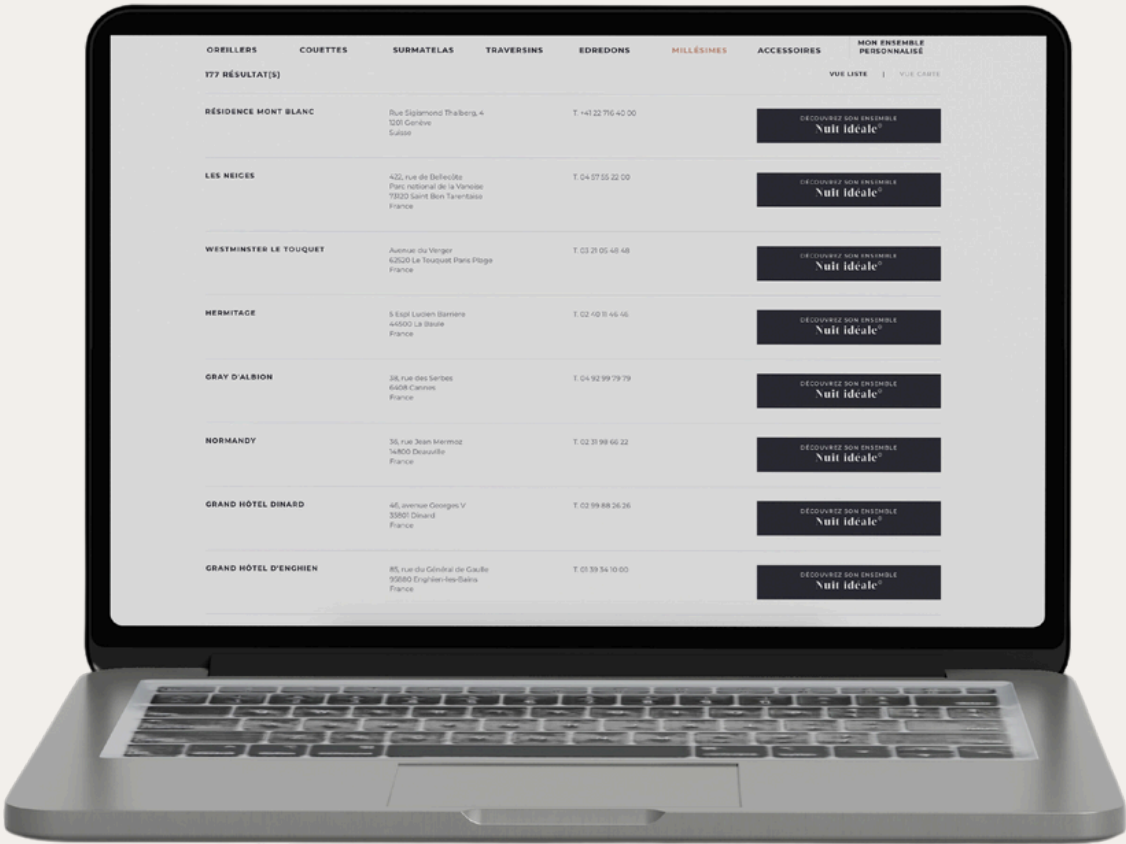 OREILLERS COUETTES SURMATELAS TRAVERSINS EDREDONS MILLÉSIMES ACCESSOIRES MON ENSEMBLE
PERSONNALISÉ
177 RÉSULTAT(S) VUE LISTE | VUE CARTE
RÉSIDENCE MONT BLANC
Rue Sigismond Thalberg, 4
1201 Genève
Suisse
T. +41 22 716 40 00
DÉCOUVREZ SON ENSEMBLE
Nuit idéale®
LES NEIGES
422, rue de Bellecôte
Parc national de la Vanoise
73120 Saint Bon Tarentaise
France
T. 04 57 55 22 00
DÉCOUVREZ SON ENSEMBLE
Nuit idéale®
WESTMINSTER LE TOUQUET
Avenue du Verger
62520 Le Touquet Paris Plage
France
T. 03 21 05 48 48
DÉCOUVREZ SON ENSEMBLE
Nuit idéale®
HERMITAGE
5 Espl Lucien Barrière
44500 La Baule
France
T. 02 40 11 46 46
DÉCOUVREZ SON ENSEMBLE
Nuit idéale®
GRAY D'ALBION
38, rue des Serbes
6408 Cannes
France
T. 04 92 99 79 79
DÉCOUVREZ SON ENSEMBLE
Nuit idéale®
NORMANDY
38, rue Jean Mermoz
14800 Deauville
France
T. 02 31 98 66 22
DÉCOUVREZ SON ENSEMBLE
Nuit idéale®
GRAND HÔTEL DINARD
46, avenue Georges V
35801 Dinard
France
T. 02 99 88 26 26
DÉCOUVREZ SON ENSEMBLE
Nuit idéale®
GRAND HÔTEL D'ENGHIEN
85, rue du Général de Gaulle
95880 Enghien-les-Bains
France
T. 01 39 34 10 00
DÉCOUVREZ SON ENSEMBLE
Nuit idéale®